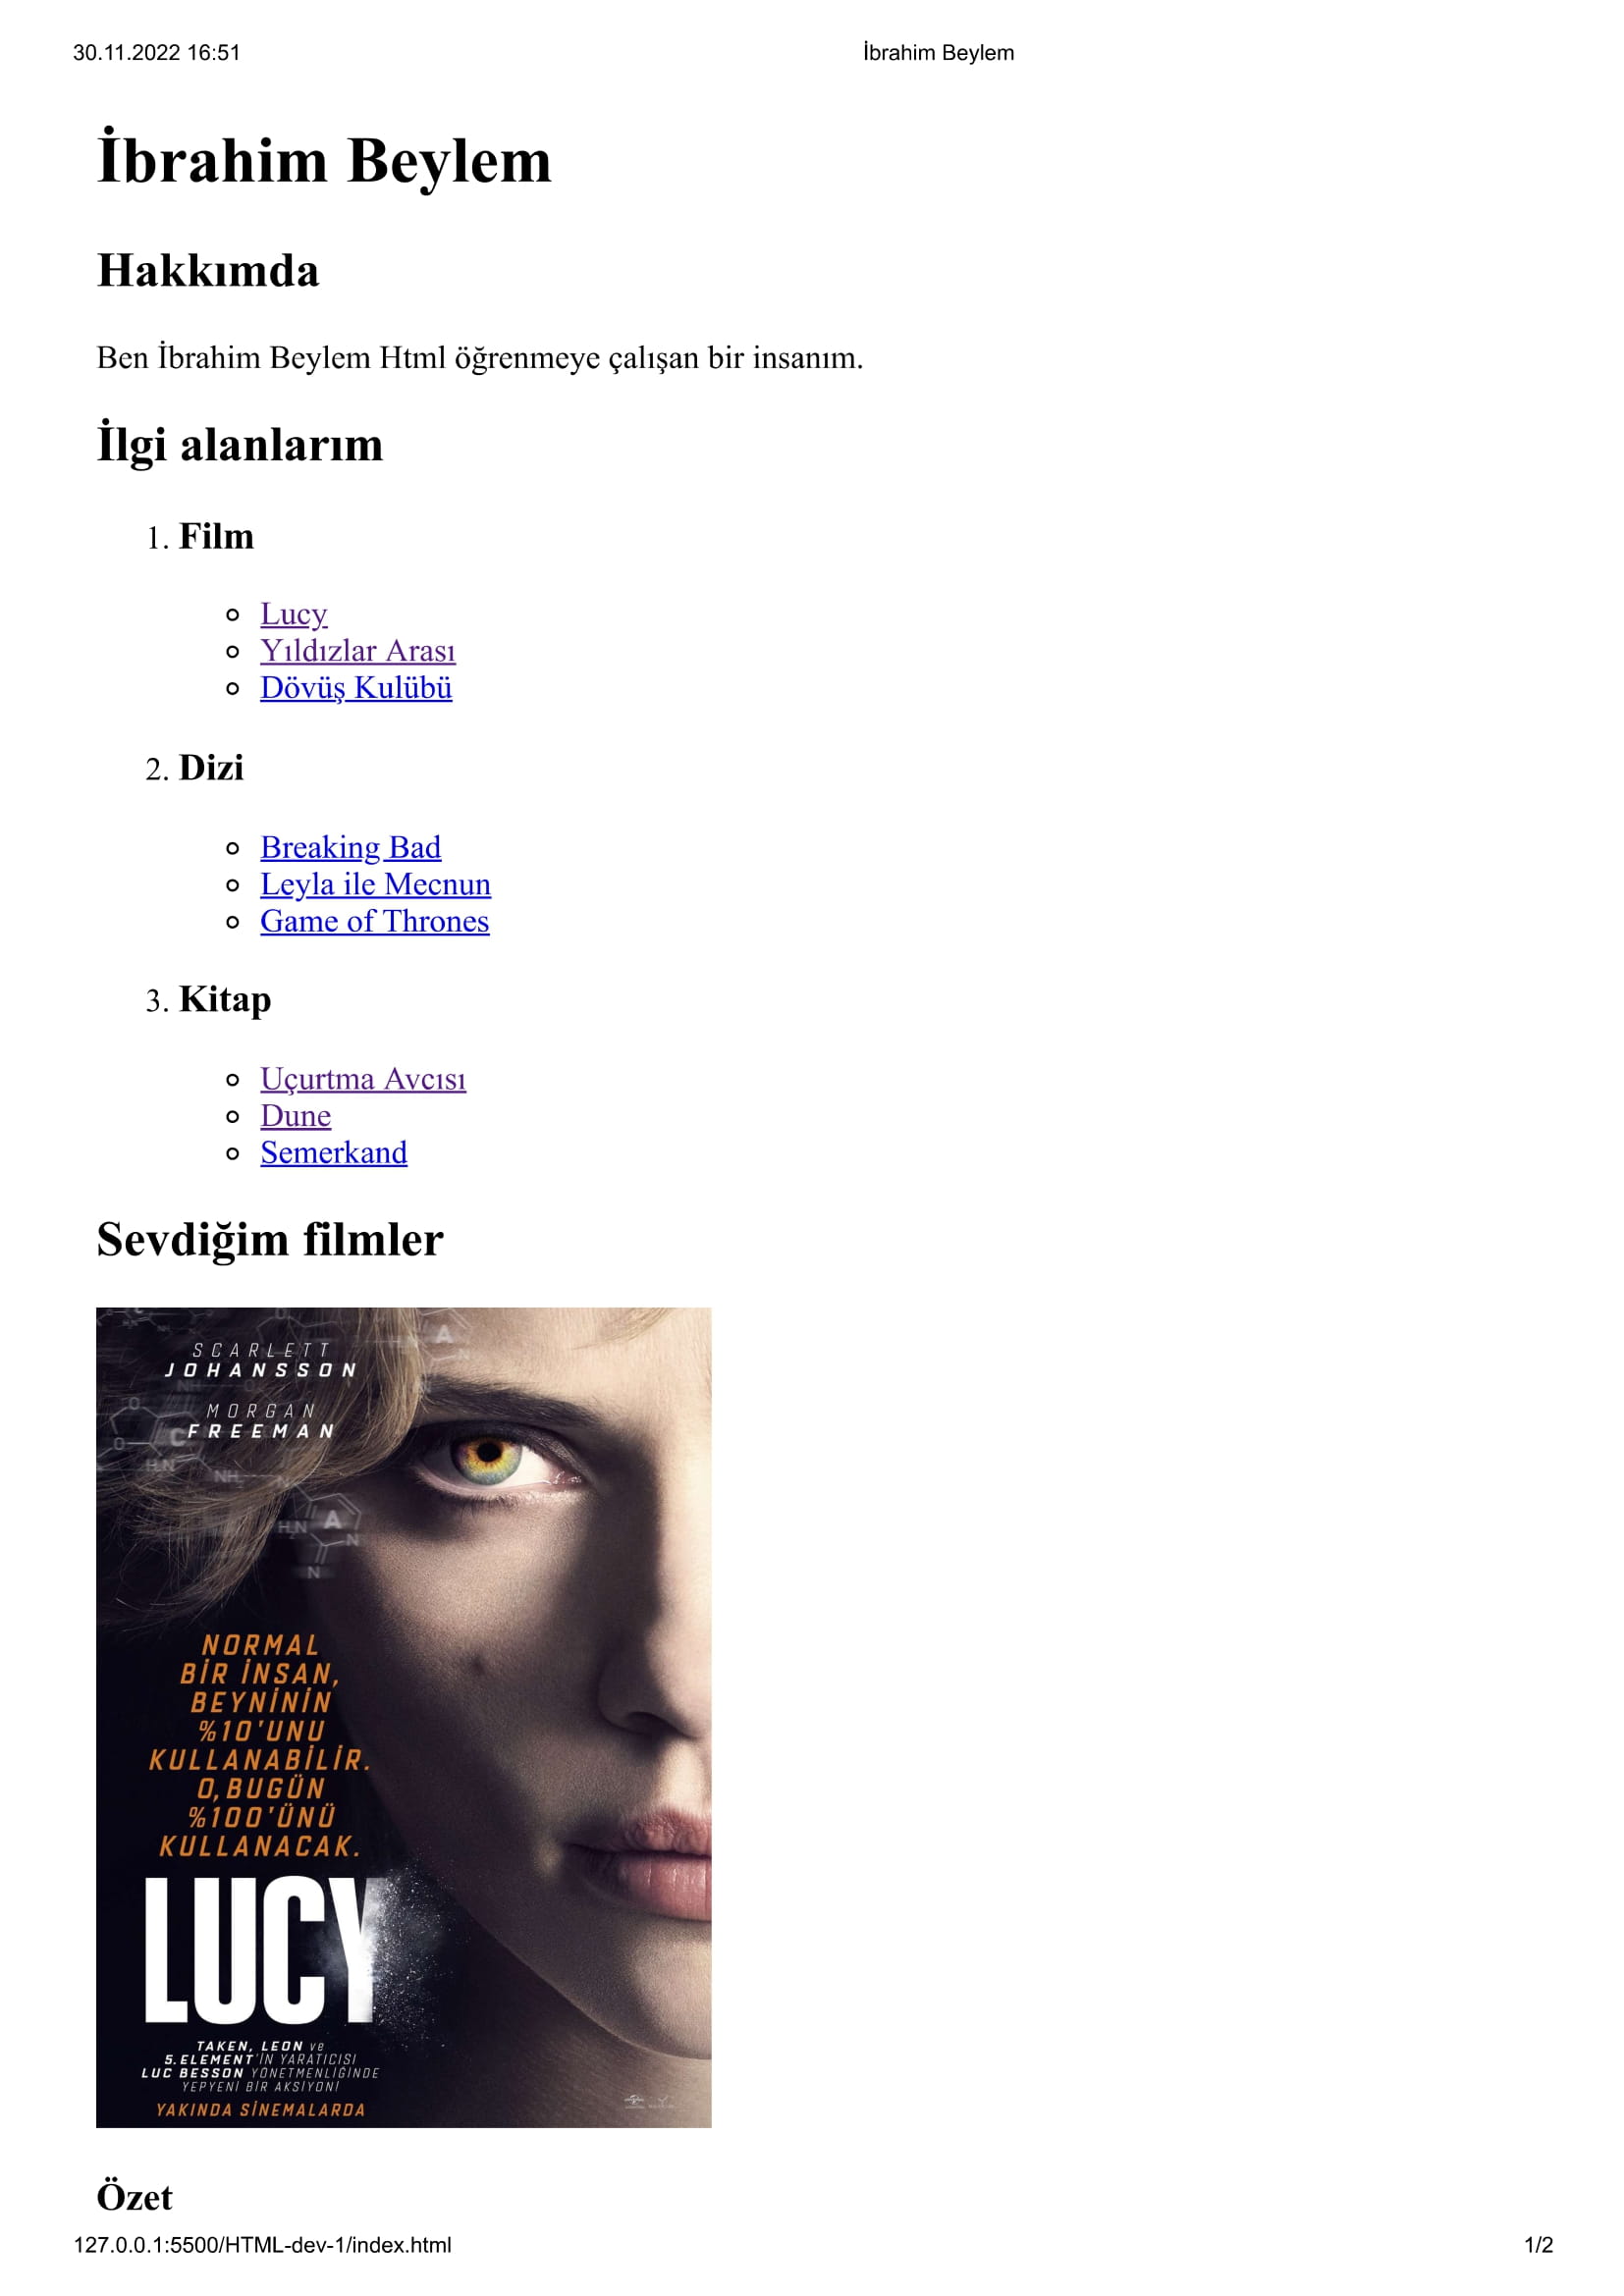 30.11.2022 16:51 İbrahim Beylem
İbrahim Beylem
Hakkımda
Ben İbrahim Beylem Html öğrenmeye çalışan bir insanım.
İlgi alanlarım
1. Film
Lucy
Yıldızlar Arası
Dövüş Kulübü
2. Dizi
Breaking Bad
Leyla ile Mecnun
Game of Thrones
3. Kitap
Uçurtma Avcısı
Dune
Semerkand
Sevdiğim filmler
SCARLETT
JOHANSSON
MORGAN
FREEMAN
NORMAL
BİR İNSAN,
BEYNİNİN
%10'UNU
KULLANABİLİR.
O, BUGÜN
%100'ÜNÜ
KULLANACAK.
LUCY
TAKEN, LEON ve
5. ELEMENT'İN YARATICISI
LUC BESSON YÖNETMENLİĞİNDE
YEPYENİ BİR AKSİYON!
YAKINDA SİNEMALARDA
Özet
127.0.0.1:5500/HTML-dev-1/index.html 1/2